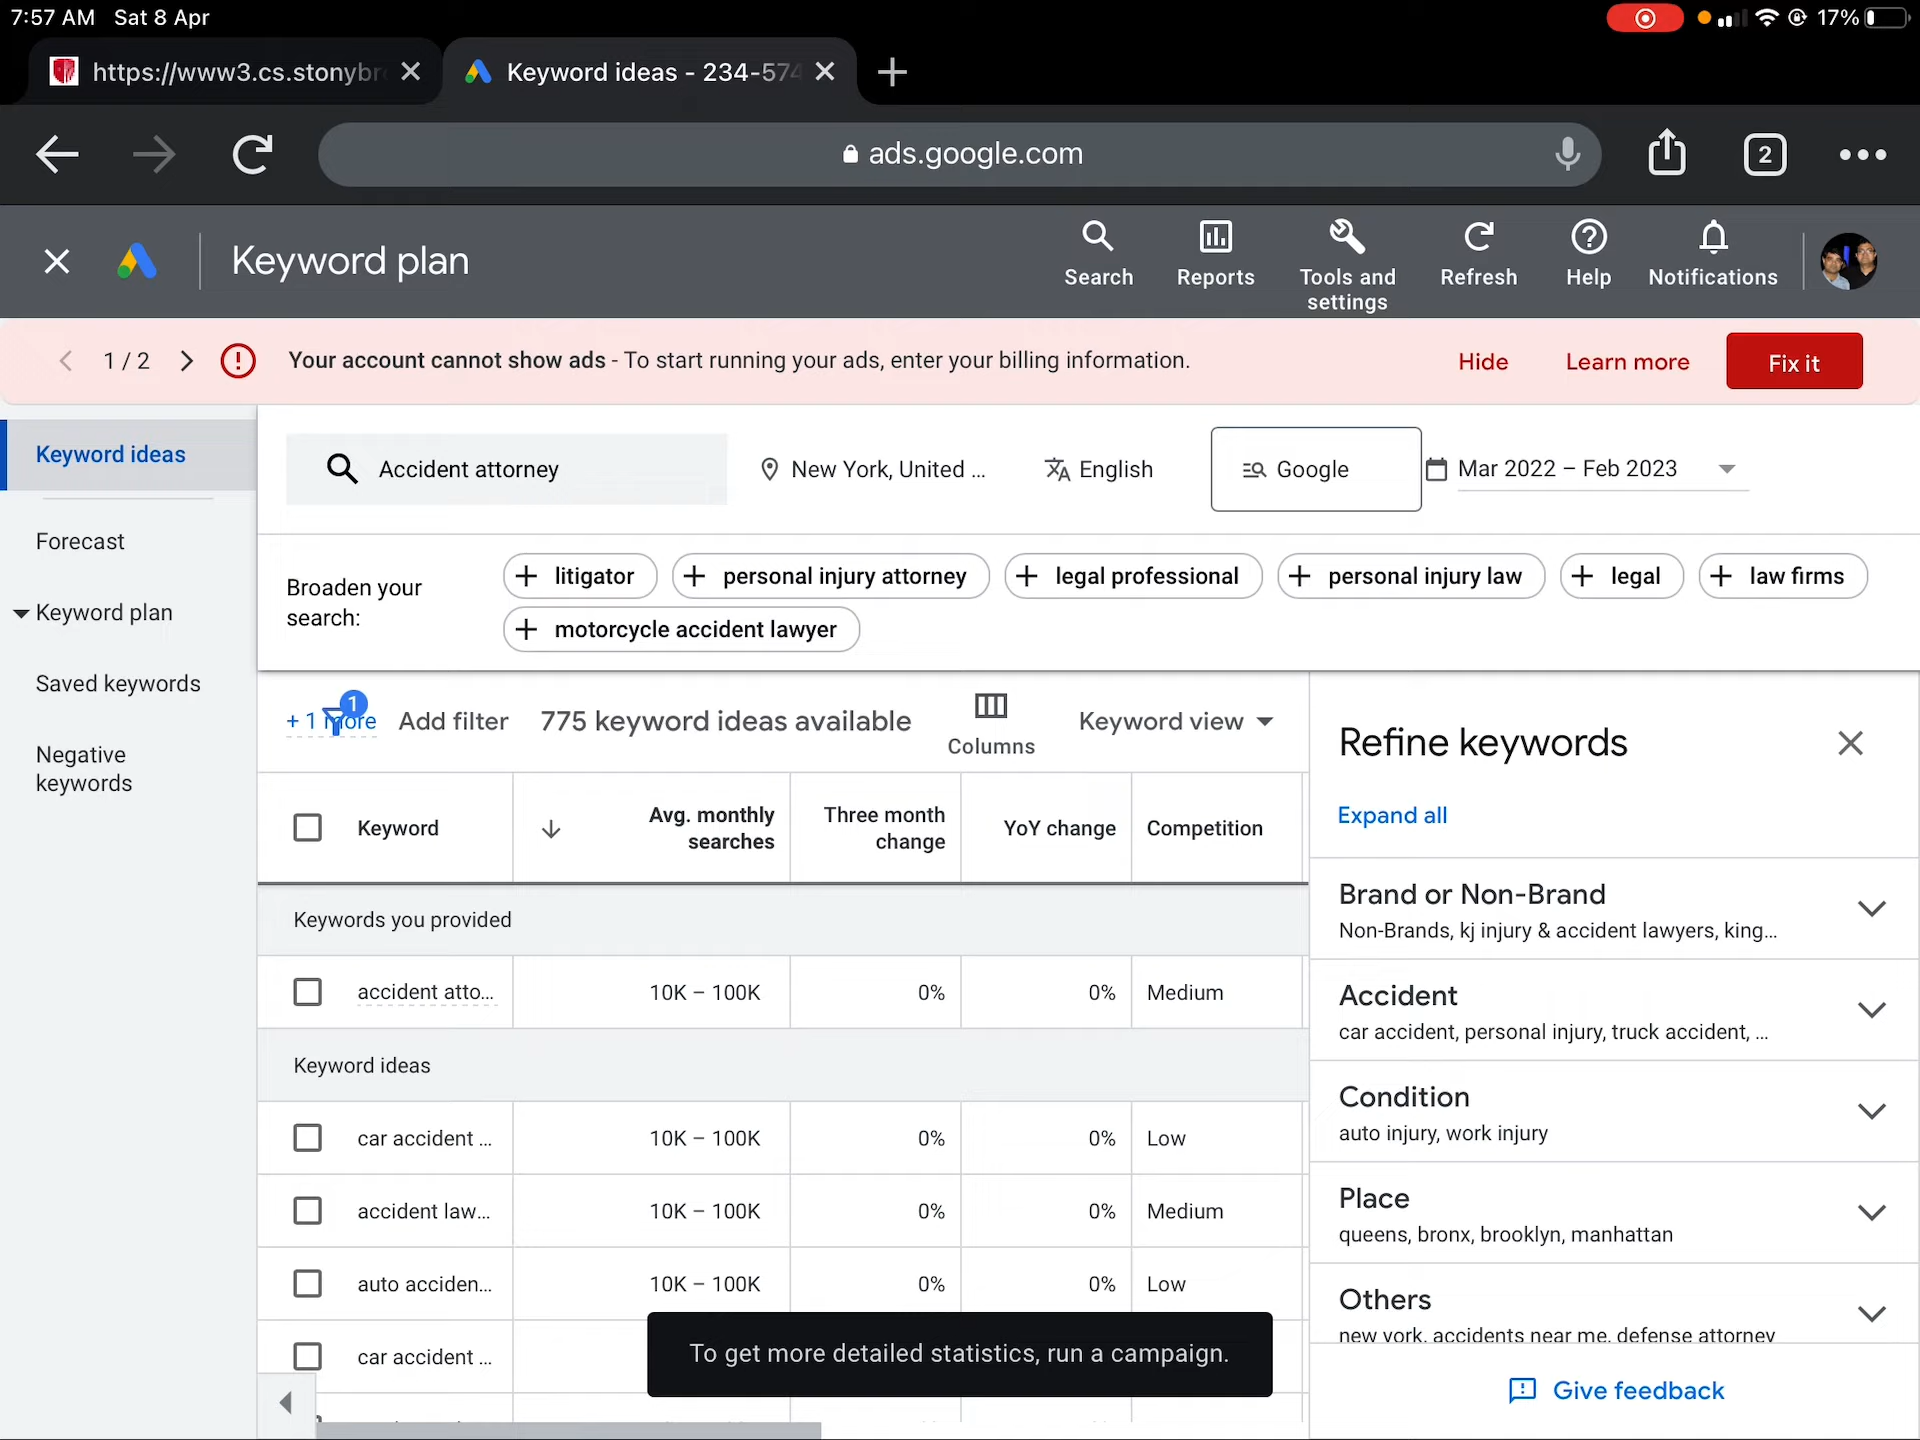 7:57 AM Sat 8 Apr
17%
https://www3.cs.stonybr
Keyword ideas - 234-574
ads.google.com
2
Keyword plan
Search
Reports
Tools and settings
Refresh
Help
Notifications
1 / 2
Your account cannot show ads - To start running your ads, enter your billing information.
Hide
Learn more
Fix it
Keyword ideas
Forecast
Keyword plan
Saved keywords
Negative
keywords
Accident attorney
New York, United ...
English
Google
Mar 2022 – Feb 2023
Broaden your
search:
litigator
personal injury attorney
legal professional
personal injury law
legal
law firms
motorcycle accident lawyer
+ 1 more
1
Add filter
775 keyword ideas available
Columns
Keyword view
Keyword
Avg. monthly
searches
Three month
change
YoY change
Competition
Keywords you provided
accident atto... 10K – 100K 0% 0% Medium
Keyword ideas
car accident ... 10K – 100K 0% 0% Low
accident law... 10K – 100K 0% 0% Medium
auto acciden... 10K – 100K 0% 0% Low
car accident ...
To get more detailed statistics, run a campaign.
Refine keywords
Expand all
Brand or Non-Brand
Non-Brands, kj injury & accident lawyers, king...
Accident
car accident, personal injury, truck accident, ...
Condition
auto injury, work injury
Place
queens, bronx, brooklyn, manhattan
Others
new york, accidents near me, defense attorney
Give feedback